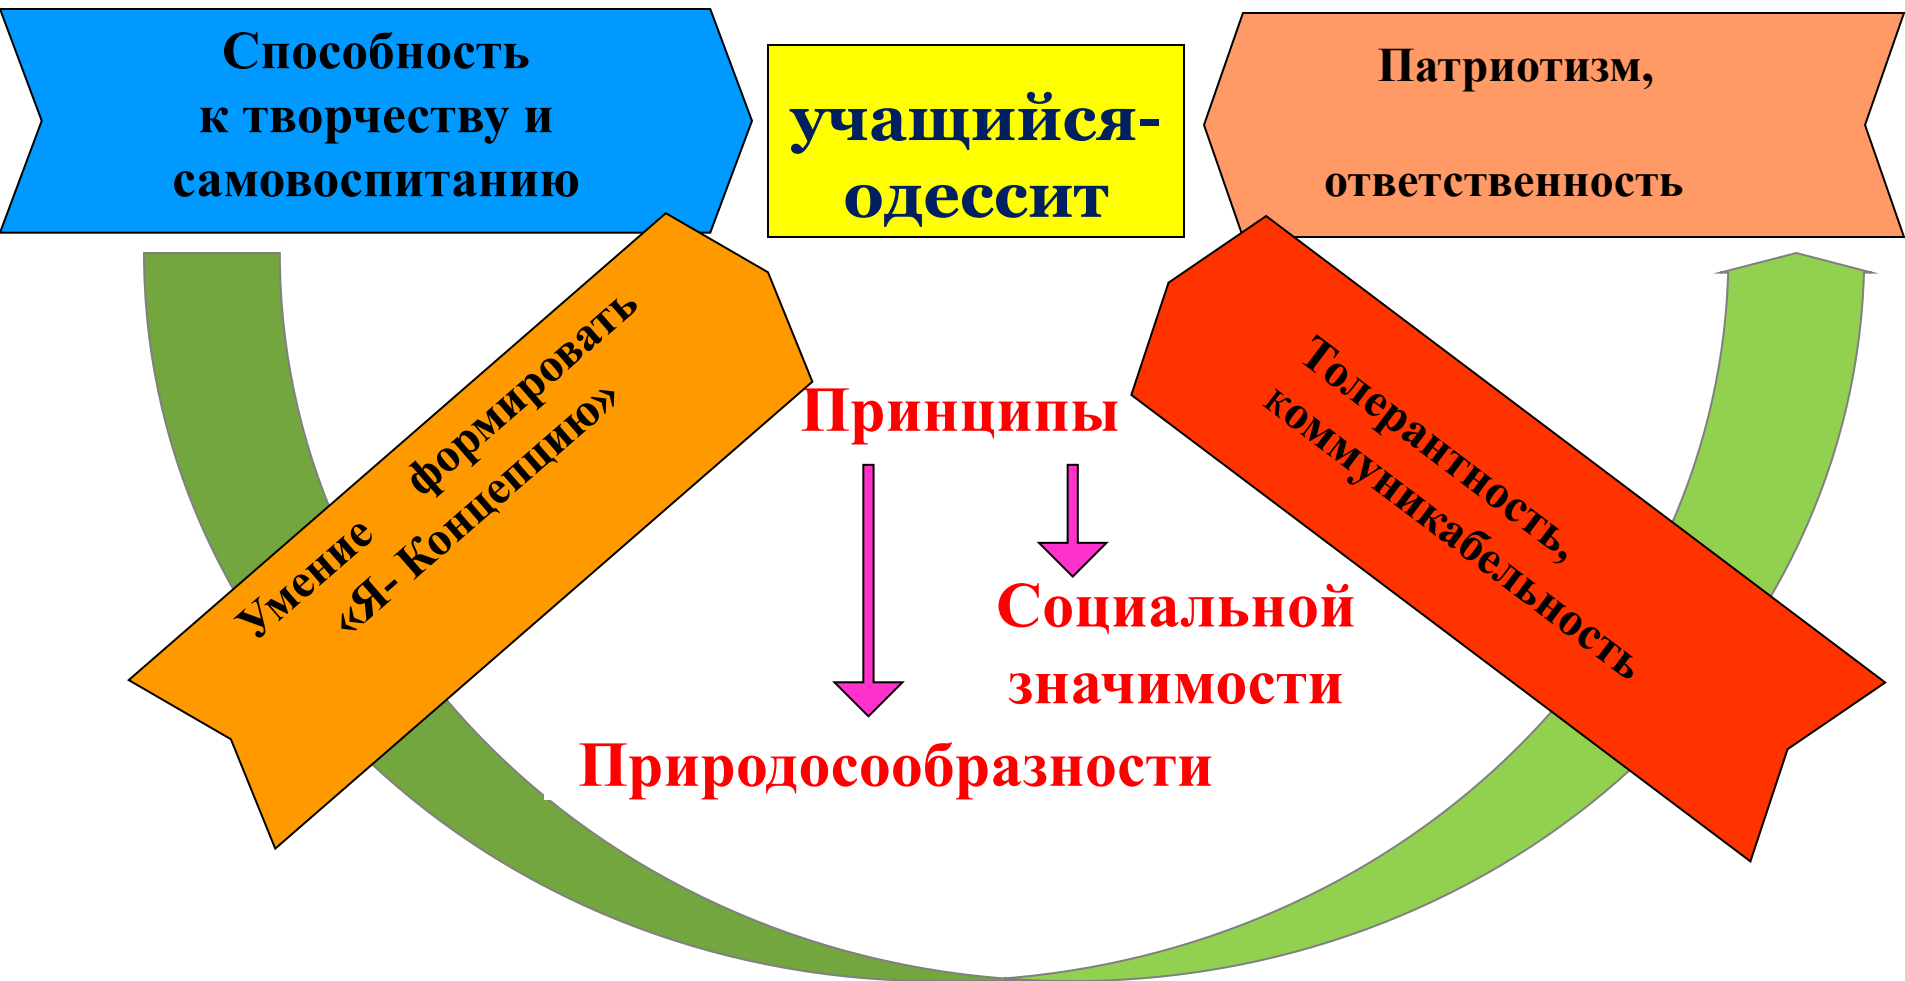 Способность
к творчеству и
самовоспитанию
учащийся-
одессит
Патриотизм,
ответственность
Умение формировать
«Я- Концепцию»
Принципы
Толерантность,
коммуникабельность
Социальной
значимости
Природосообразности